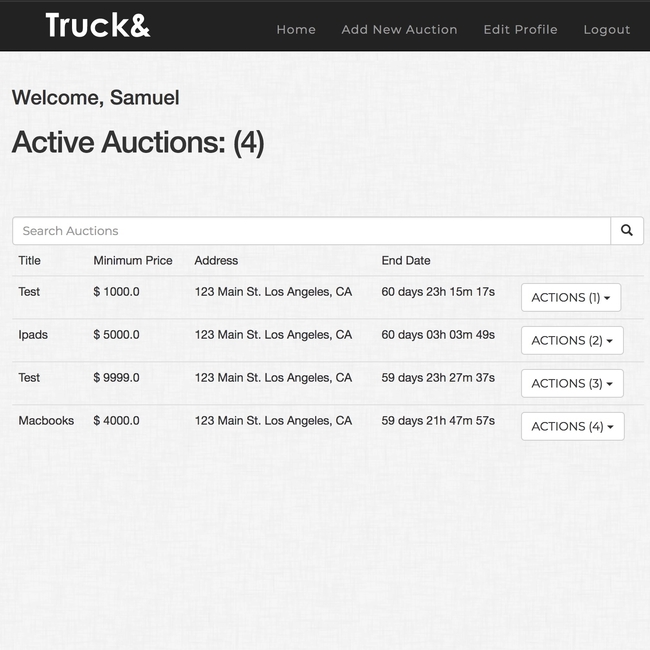 Truck&
Home Add New Auction Edit Profile Logout
Welcome, Samuel
Active Auctions: (4)
Search Auctions
Title Minimum Price Address End Date
Test $ 1000.0 123 Main St. Los Angeles, CA 60 days 23h 15m 17s ACTIONS (1)
Ipads $ 5000.0 123 Main St. Los Angeles, CA 60 days 03h 03m 49s ACTIONS (2)
Test $ 9999.0 123 Main St. Los Angeles, CA 59 days 23h 27m 37s ACTIONS (3)
Macbooks $ 4000.0 123 Main St. Los Angeles, CA 59 days 21h 47m 57s ACTIONS (4)